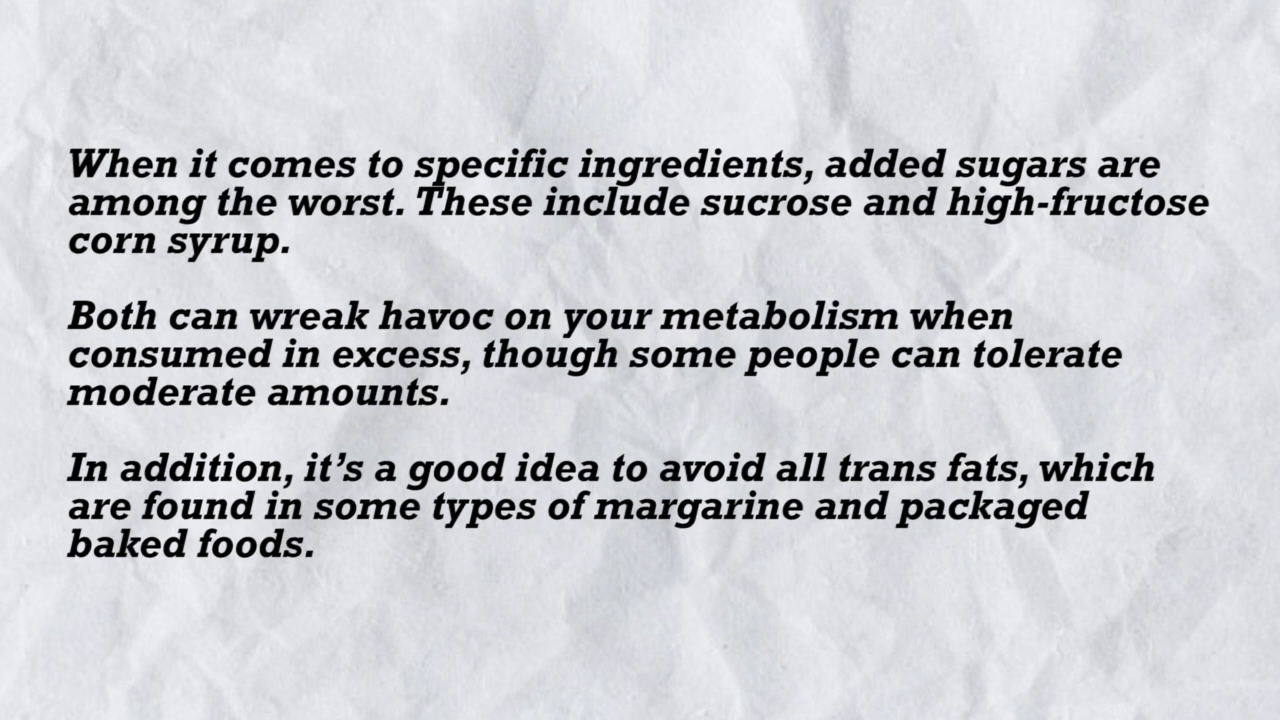 When it comes to specific ingredients, added sugars are
among the worst. These include sucrose and high-fructose
corn syrup.
Both can wreak havoc on your metabolism when
consumed in excess, though some people can tolerate
moderate amounts.
In addition, it’s a good idea to avoid all trans fats, which
are found in some types of margarine and packaged
baked foods.